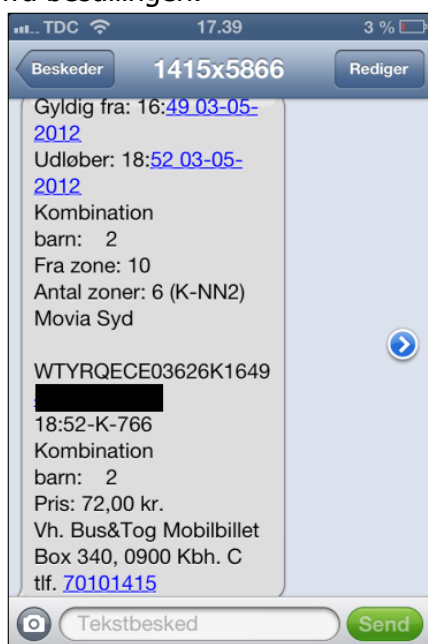 TDC 17.39 3 %
Beskeder 1415x5866 Rediger
Gyldig fra: 16:49 03-05-
2012
Udløber: 18:52 03-05-
2012
Kombination
barn: 2
Fra zone: 10
Antal zoner: 6 (K-NN2)
Movia Syd
WTYRQECE03626K1649
18:52-K-766
Kombination
barn: 2
Pris: 72,00 kr.
Vh. Bus&Tog Mobilbillet
Box 340, 0900 Kbh. C
tlf. 70101415
Tekstbesked Send